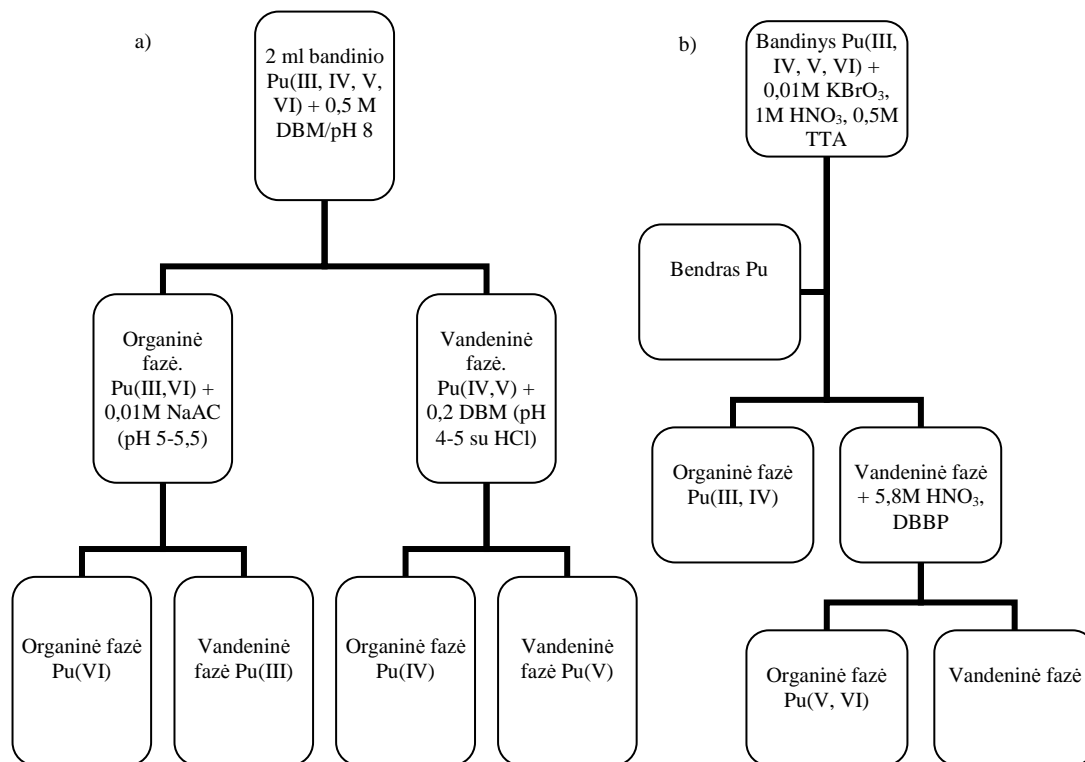 a)
2 ml bandinio
Pu(III, IV, V,
VI) + 0,5 M
DBM/pH 8
Organinė
fazė.
Pu(III,VI) +
0,01M NaAC
(pH 5-5,5)
Vandeninė
fazė.
Pu(IV,V) +
0,2 DBM (pH
4-5 su HCl)
Organinė fazė
Pu(VI)
Vandeninė
fazė Pu(III)
Organinė fazė
Pu(IV)
Vandeninė
fazė Pu(V)
b)
Bandinys Pu(III,
IV, V, VI) +
0,01M KBrO₃,
1M HNO₃, 0,5M
TTA
Bendras Pu
Organinė fazė
Pu(III, IV)
Vandeninė fazė
+ 5,8M HNO₃,
DBBP
Organinė fazė
Pu(V, VI)
Vandeninė fazė